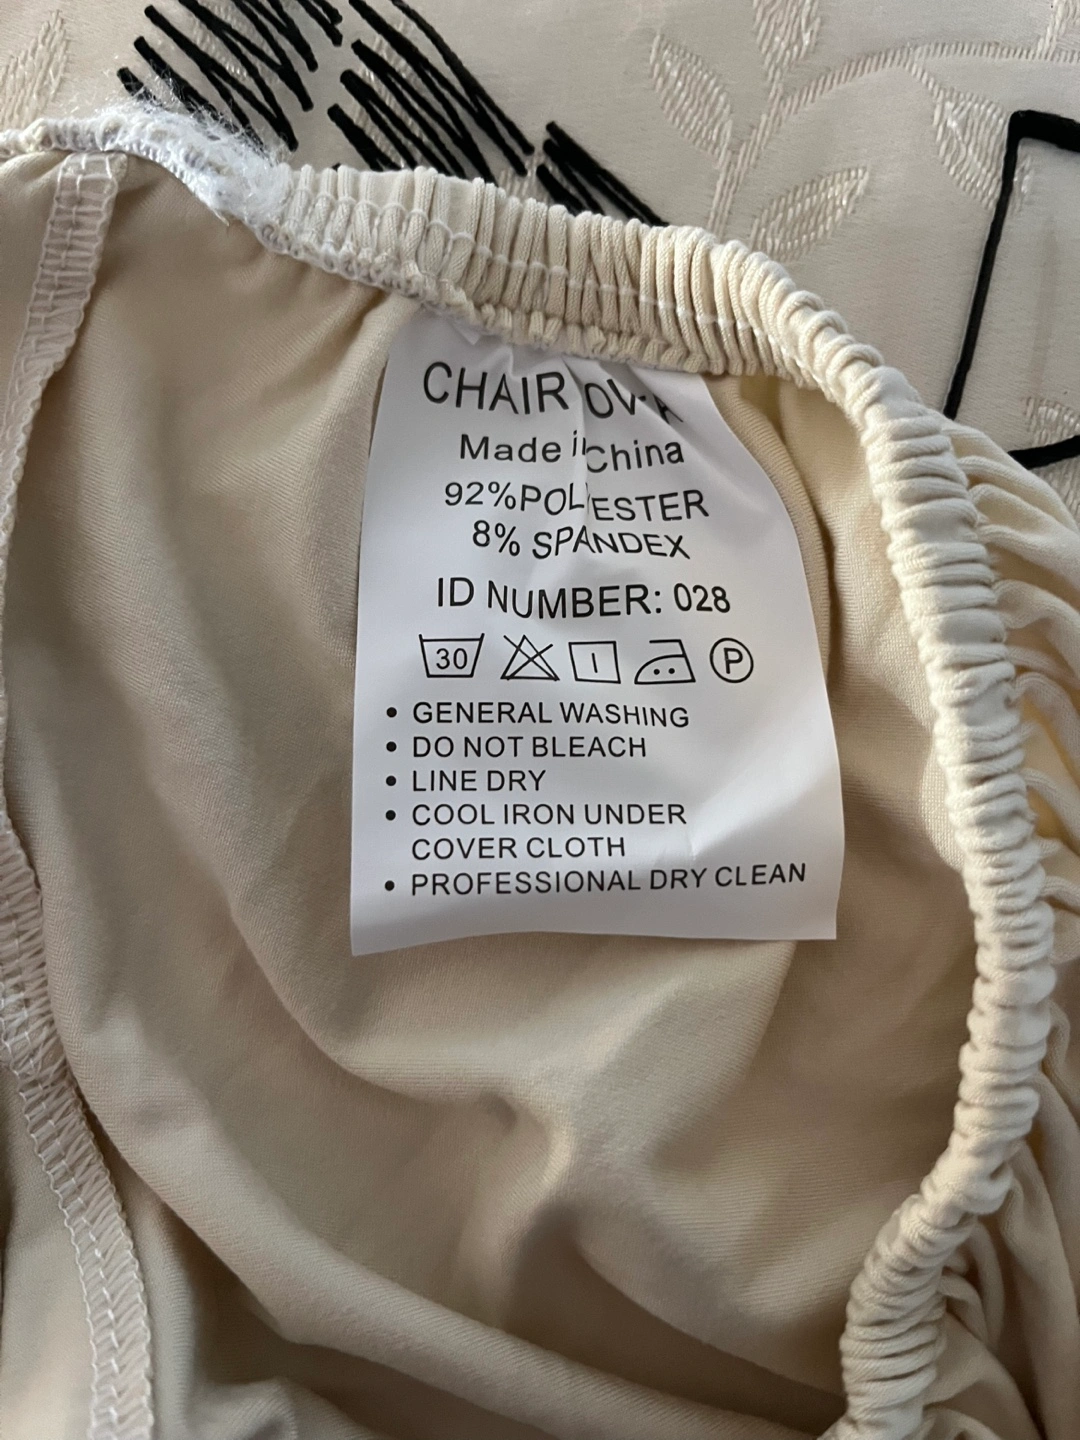 CHAIR
Made in China
92%POLYESTER
8% SPANDEX
ID NUMBER: 028
30 P
• GENERAL WASHING
• DO NOT BLEACH
• LINE DRY
• COOL IRON UNDER
COVER CLOTH
• PROFESSIONAL DRY CLEAN